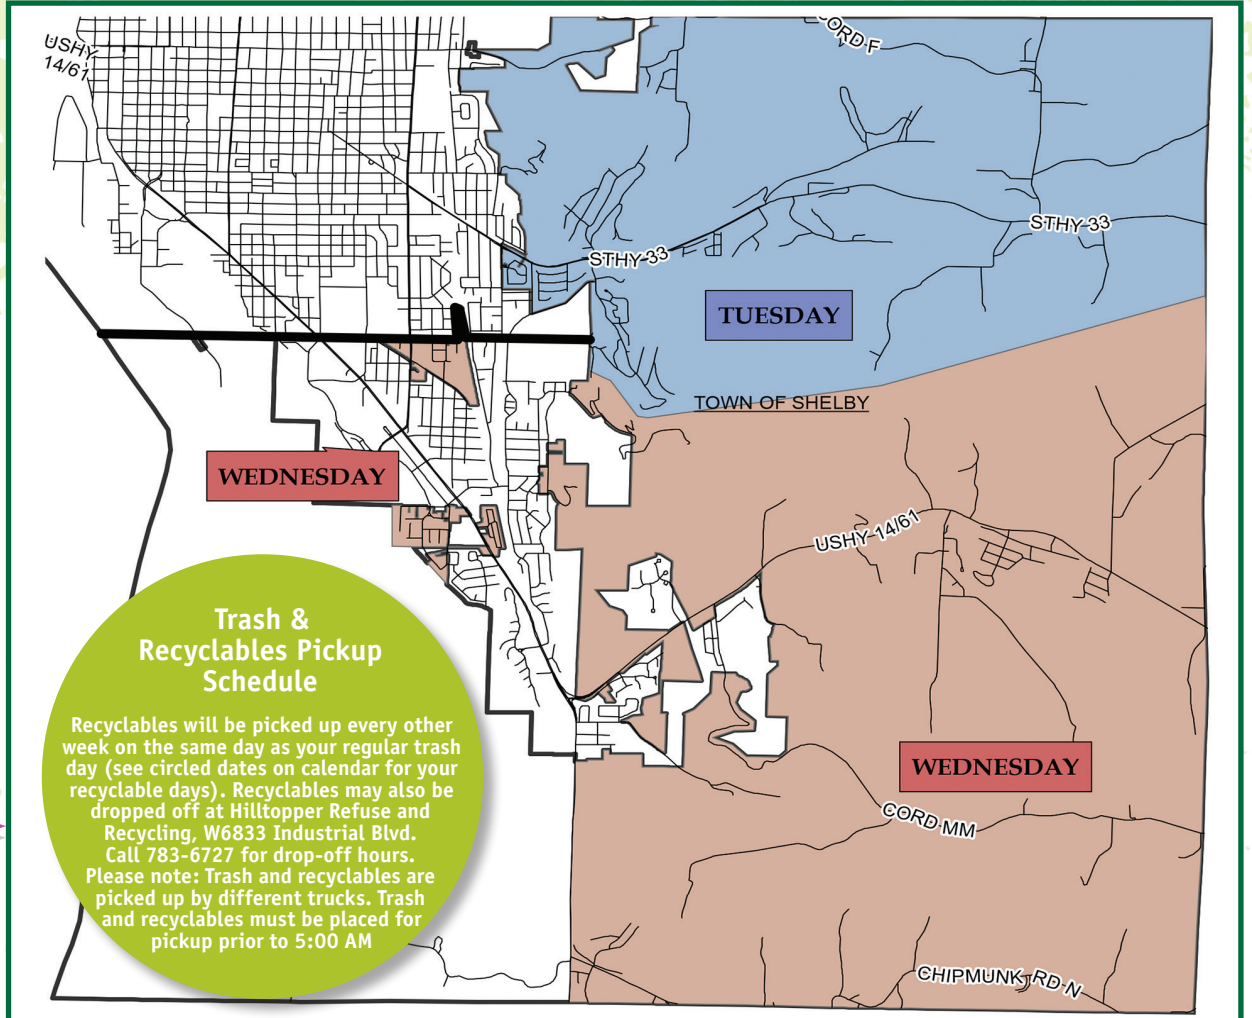 USHY
14/61
CORD F
STHY 33
STHY 33
TUESDAY
TOWN OF SHELBY
WEDNESDAY
USHY 14/61
Trash &
Recyclables Pickup
Schedule
Recyclables will be picked up every other
week on the same day as your regular trash
day (see circled dates on calendar for your
recyclable days). Recyclables may also be
dropped off at Hilltopper Refuse and
Recycling, W6833 Industrial Blvd.
Call 783-6727 for drop-off hours.
Please note: Trash and recyclables are
picked up by different trucks. Trash
and recyclables must be placed for
pickup prior to 5:00 AM
WEDNESDAY
CORD MM
CHIPMUNK RD N